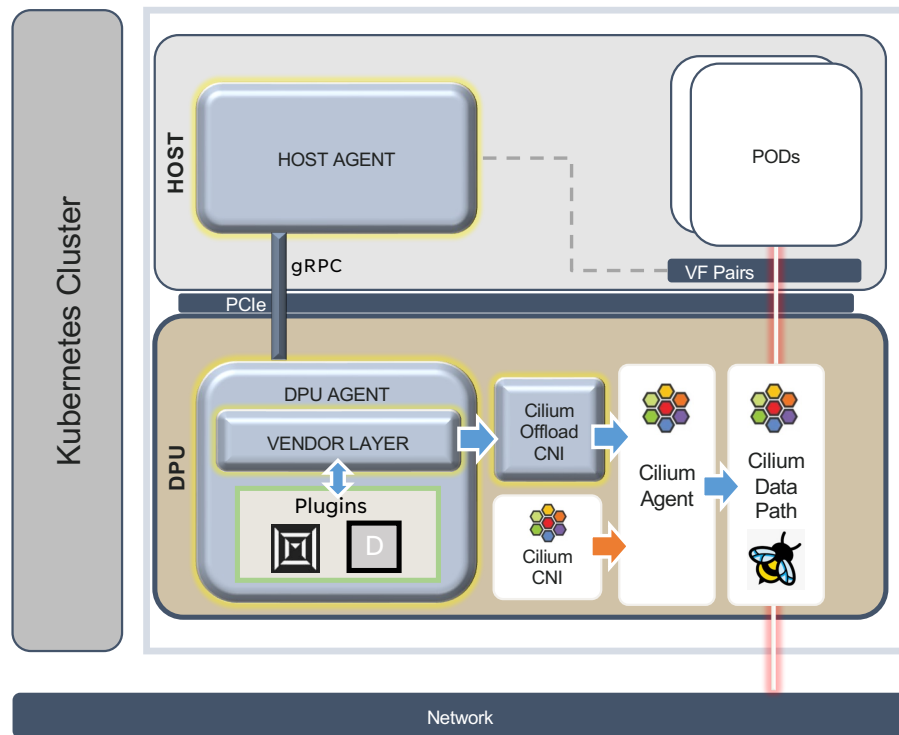 Kubernetes Cluster
HOST
HOST AGENT
PODs
gRPC
VF Pairs
PCIe
DPU
DPU AGENT
VENDOR LAYER
Plugins
D
Cilium
Offload
CNI
Cilium
CNI
Cilium
Agent
Cilium
Data
Path
Network